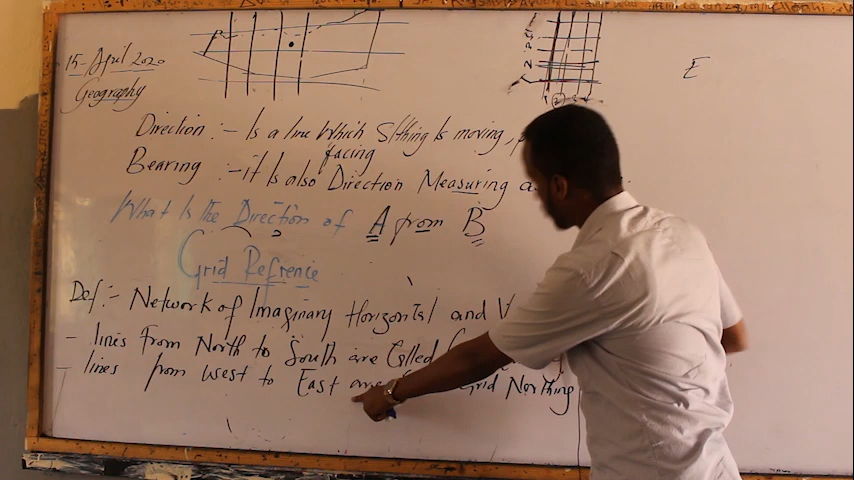 15-April 2020
Geography
E
Direction :- Is a line Which S/thing Is moving,
facing
Bearing :- it Is also Direction Measuring
What Is the Direction of A from B
Grid Refrence
Def:- Network of Imaginary Horizontal and V
- lines From North to South are Called
- lines from west to East are Grid Northing